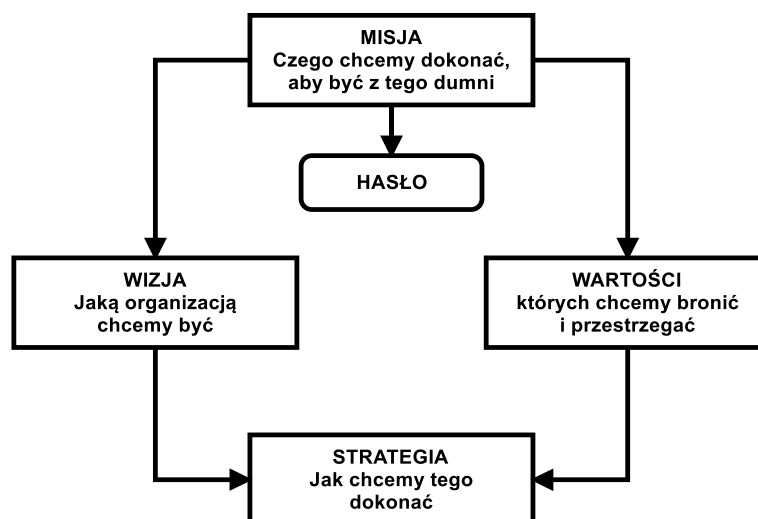 MISJA
Czego chcemy dokonać,
aby być z tego dumni
HASŁO
WIZJA
Jaką organizacją
chcemy być
WARTOŚCI
których chcemy bronić
i przestrzegać
STRATEGIA
Jak chcemy tego
dokonać